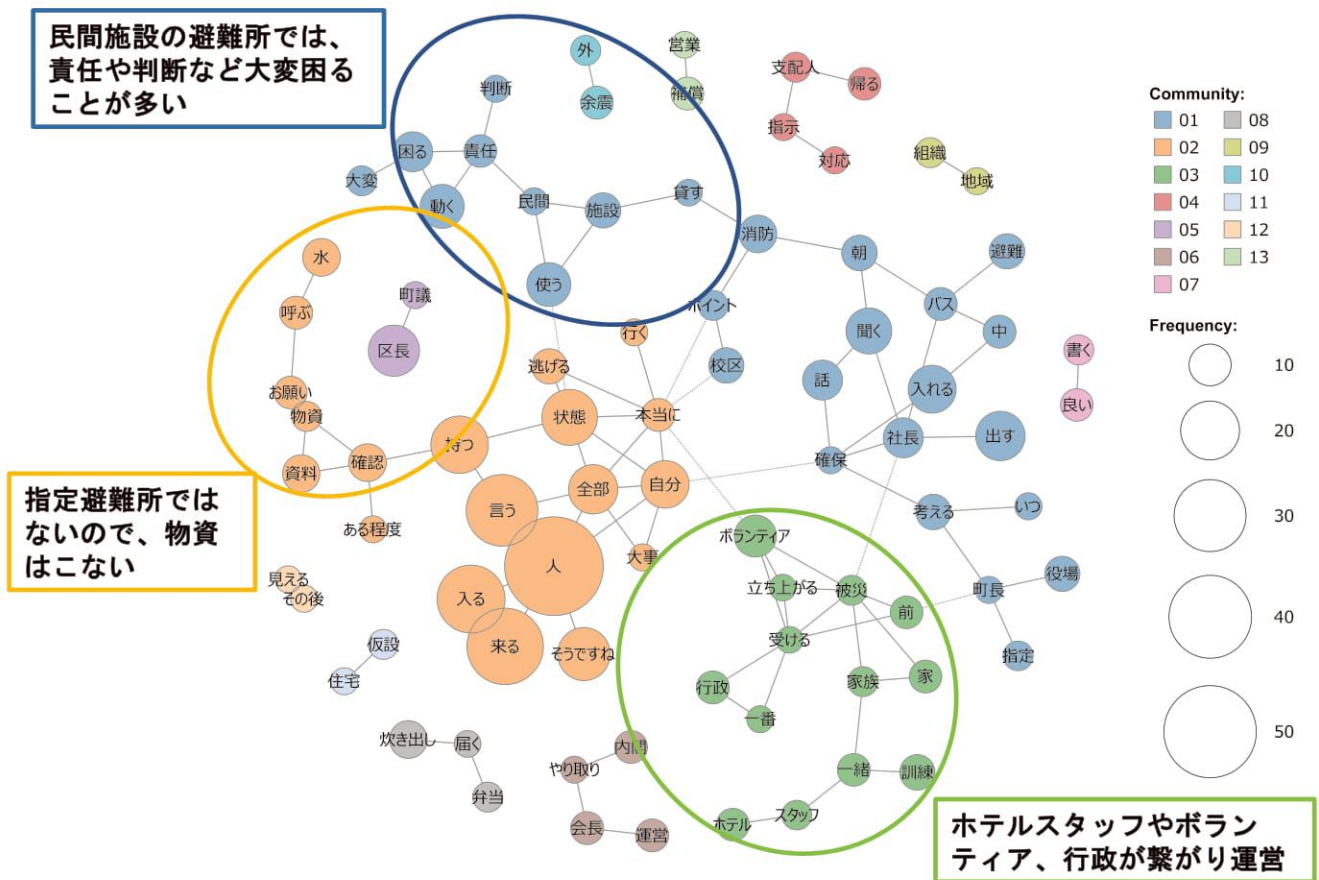 民間施設の避難所では、
責任や判断など大変困る
ことが多い
外
余震
営業
補償
支配人
帰る
指示
対応
組織
地域
判断
困る
責任
大変
動く
民間
施設
貸す
使う
消防
朝
避難
バス
聞く
中
話
入れる
社長
出す
確保
ポイント
校区
考える
いつ
町長
役場
指定
書く
良い
水
呼ぶ
町議
区長
お願い
物資
資料
確認
ある程度
持つ
行く
逃げる
状態
本当に
言う
全部
自分
人
大事
入る
来る
そうですね
指定避難所では
ないので、物資
はこない
見える
その後
仮設
住宅
炊き出し
届く
弁当
内閣
やり取り
会長
運営
ボランティア
立ち上がる
被災
前
受ける
行政
一番
家族
家
一緒
訓練
スタッフ
ホテル
ホテルスタッフやボラン
ティア、行政が繋がり運営
Community:
01 08
02 09
03 10
04 11
05 12
06 13
07
Frequency:
10
20
30
40
50